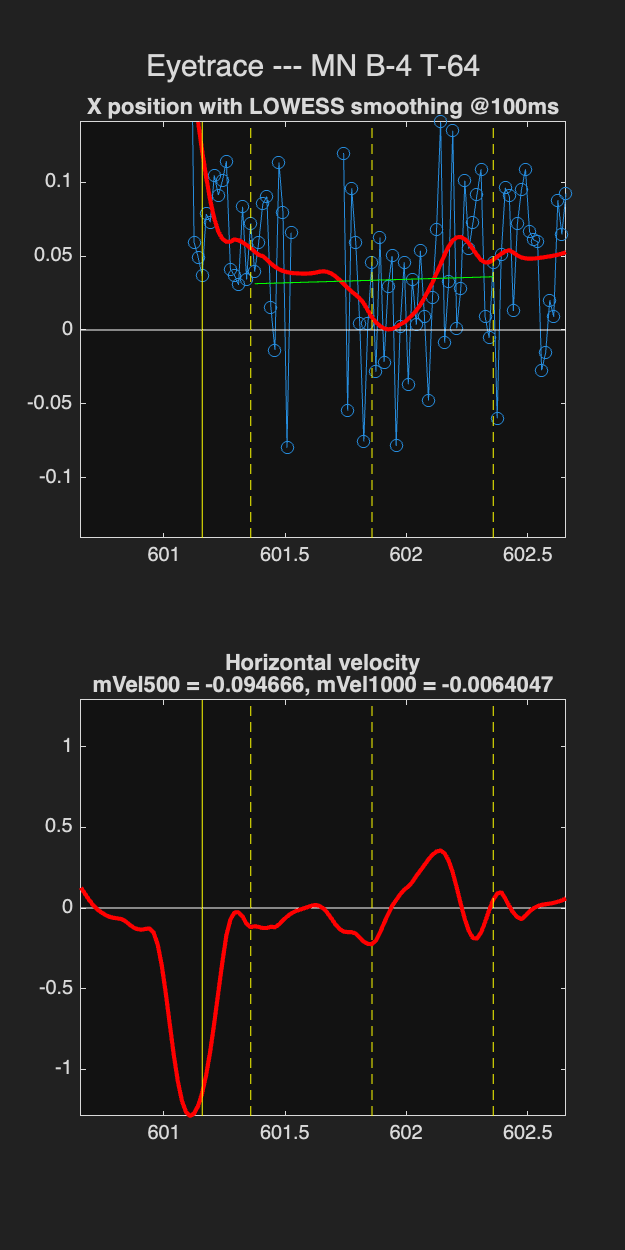 Eyetrace --- MN B-4 T-64
X position with LOWESS smoothing @100ms
0.1
0.05
0
-0.05
-0.1
601 601.5 602 602.5
Horizontal velocity
mVel500 = -0.094666, mVel1000 = -0.0064047
1
0.5
0
-0.5
-1
601 601.5 602 602.5